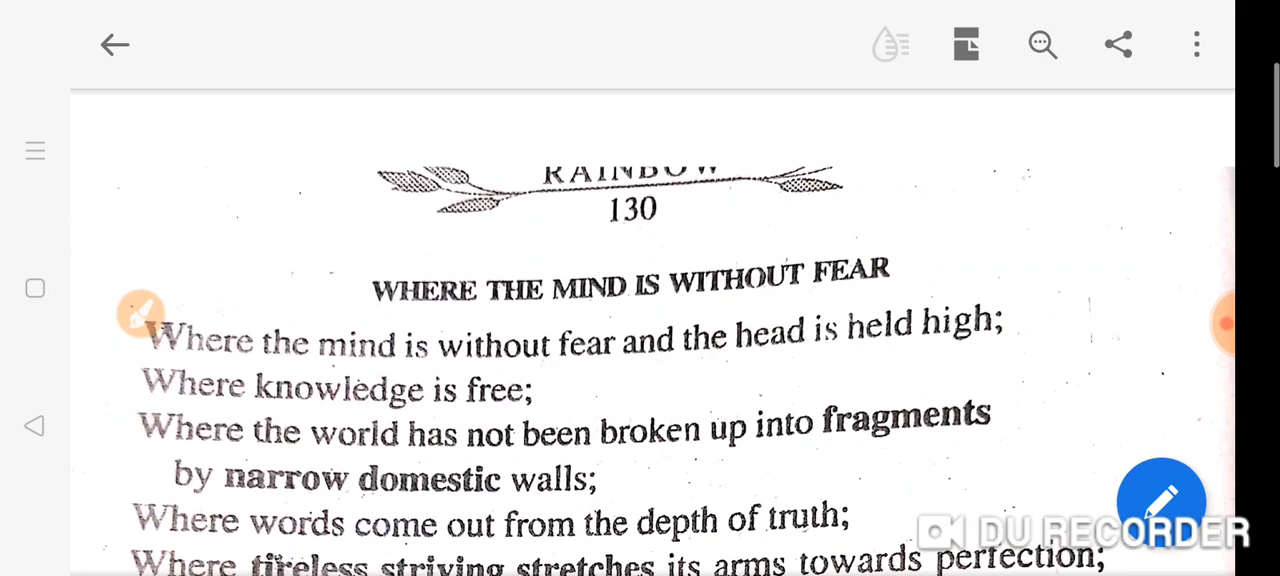 RAINBOW
130
WHERE THE MIND IS WITHOUT FEAR
Where the mind is without fear and the head is held high;
Where knowledge is free;
Where the world has not been broken up into fragments
by narrow domestic walls;
Where words come out from the depth of truth;
Where tireless striving stretches its arms towards perfection;
DU RECORDER